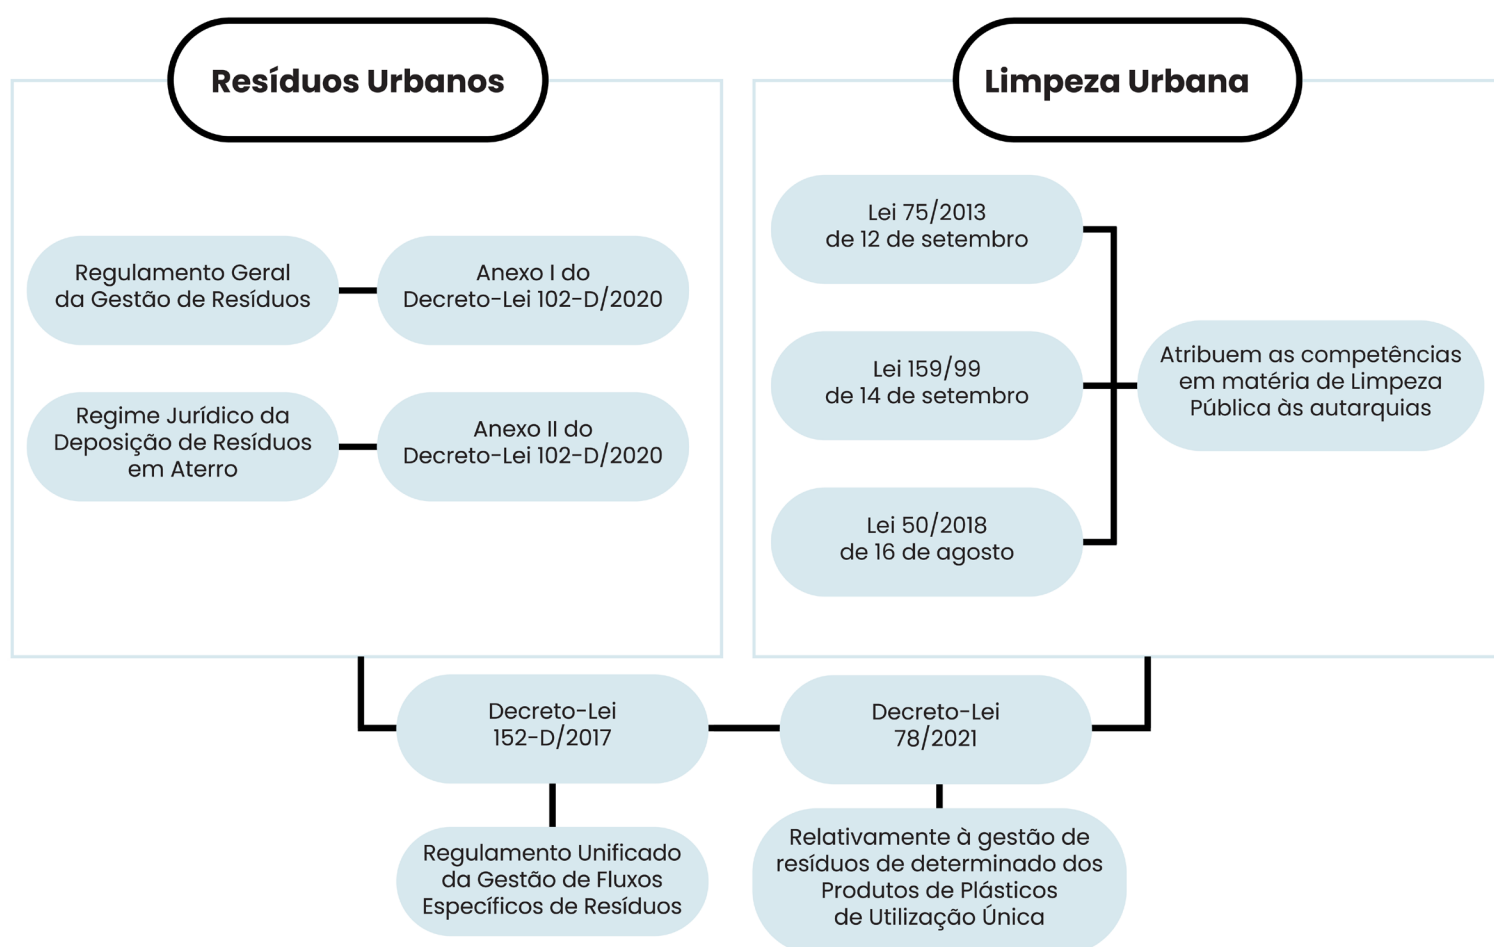 Resíduos Urbanos
Regulamento Geral
da Gestão de Resíduos
Anexo I do
Decreto-Lei 102-D/2020
Regime Jurídico da
Deposição de Resíduos
em Aterro
Anexo II do
Decreto-Lei 102-D/2020
Limpeza Urbana
Lei 75/2013
de 12 de setembro
Lei 159/99
de 14 de setembro
Lei 50/2018
de 16 de agosto
Atribuem as competências
em matéria de Limpeza
Pública às autarquias
Decreto-Lei
152-D/2017
Decreto-Lei
78/2021
Regulamento Unificado
da Gestão de Fluxos
Específicos de Resíduos
Relativamente à gestão de
resíduos de determinado dos
Produtos de Plásticos
de Utilização Única